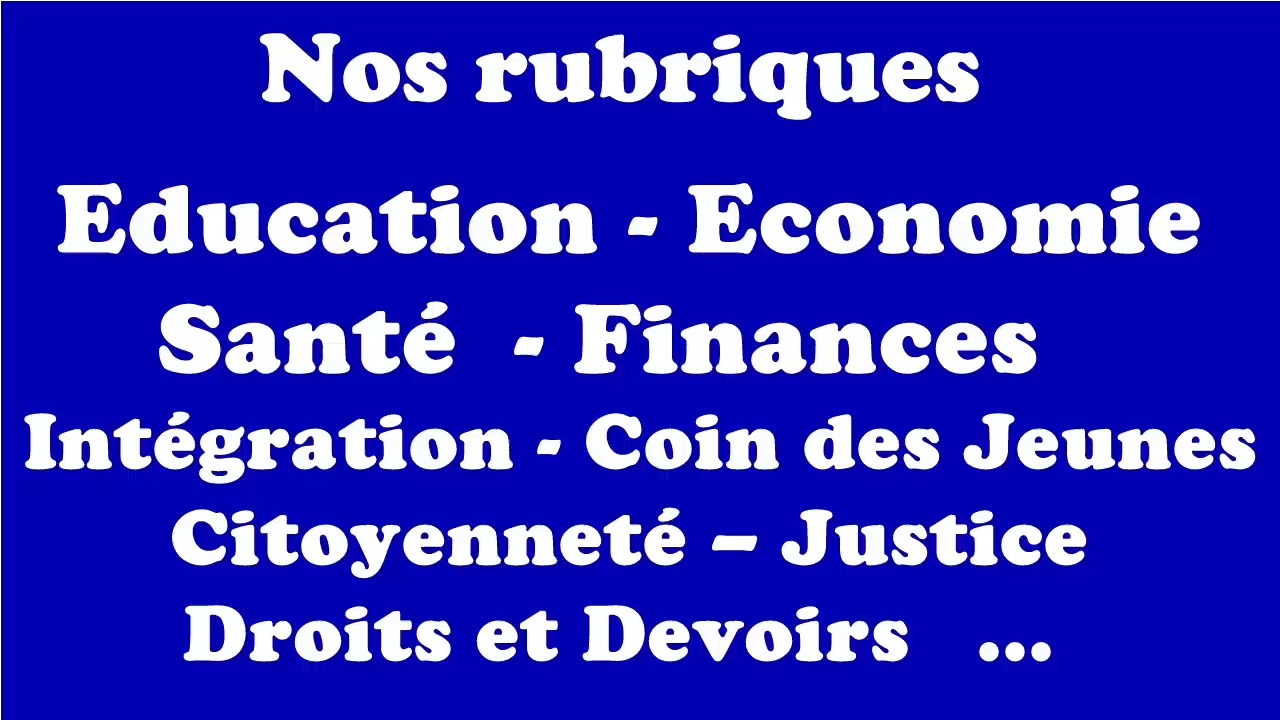 Nos rubriques
Education - Economie
Santé - Finances
Intégration - Coin des Jeunes
Citoyenneté – Justice
Droits et Devoirs ...